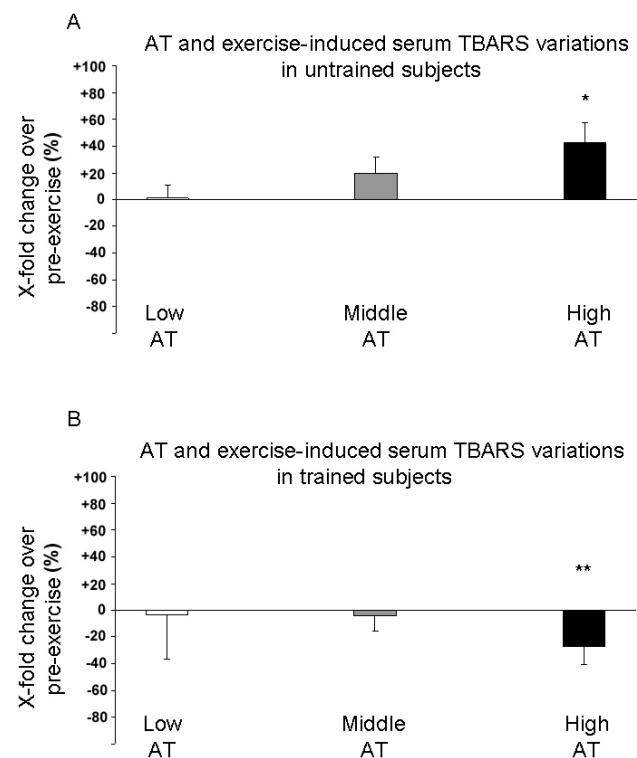 A
AT and exercise-induced serum TBARS variations
in untrained subjects
X-fold change over
pre-exercise (%)
+100
+80
+60
+40
+20
0
-20
-40
-60
-80
*
Low
AT
Middle
AT
High
AT
B
AT and exercise-induced serum TBARS variations
in trained subjects
X-fold change over
pre-exercise (%)
+100
+80
+60
+40
+20
0
-20
-40
-60
-80
**
Low
AT
Middle
AT
High
AT